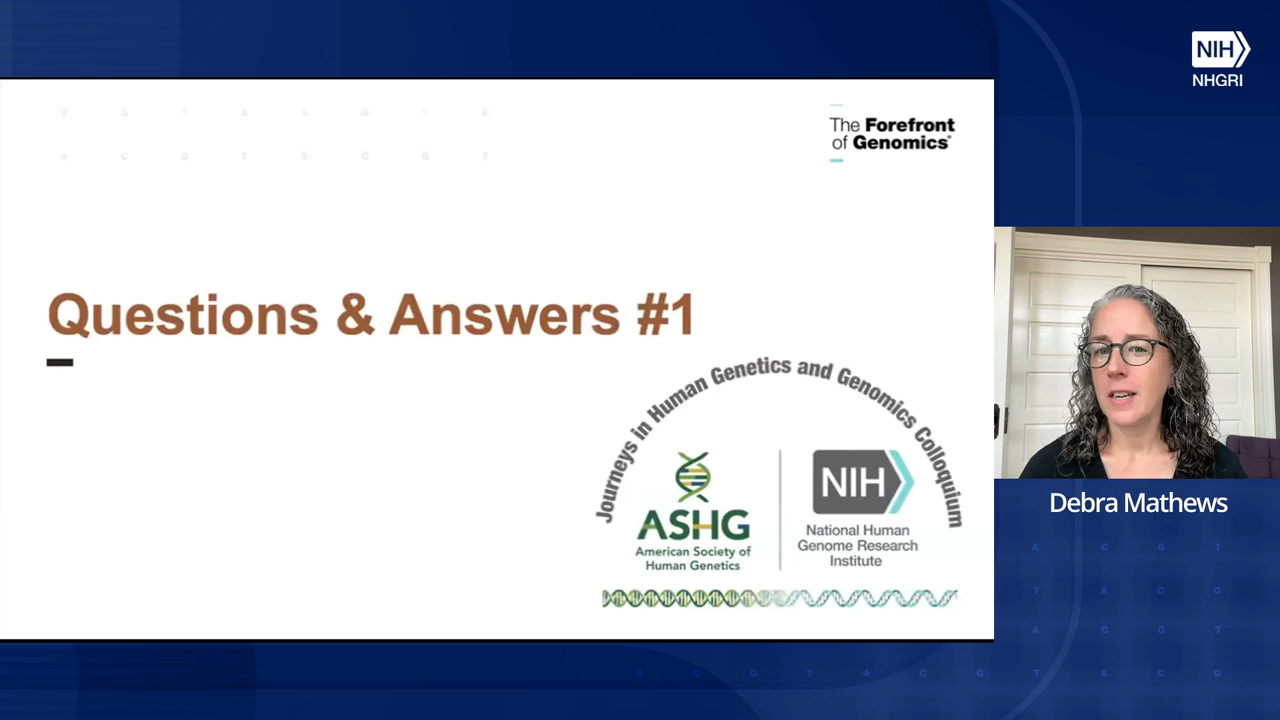 NIH
NHGRI
The Forefront
of Genomics®
Questions & Answers #1
Journeys in Human Genetics and Genomics Colloquium
ASHG
American Society of
Human Genetics
NIH
National Human
Genome Research
Institute
Debra Mathews
A C G T
T A C G
A C G T
A C G T A C G T A C G